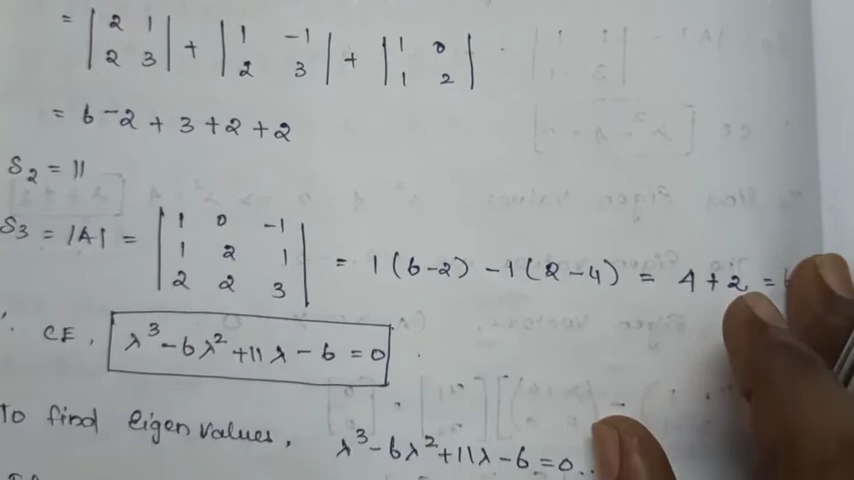 = | 2 1 | + | 1 -1 | + | 1 0 |
| 2 3 | | 2 3 | | 1 2 |
= 6 - 2 + 3 + 2 + 2
S₂ = 11
S₃ = |A| = | 1 0 -1 | = 1(6-2) -1(2-4) = 4+2 = 6
| 1 2 1 |
| 2 2 3 |
∴ CE, λ³ - 6λ² + 11λ - 6 = 0
To find eigen values, λ³ - 6λ² + 11λ - 6 = 0